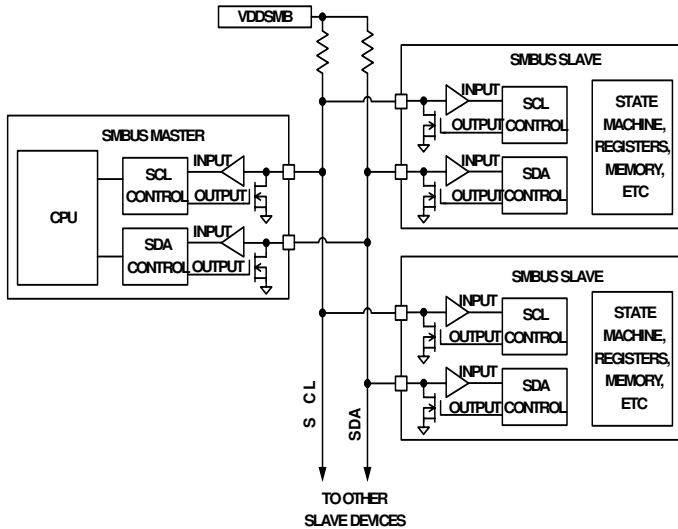 VDDSMB
SMBUS MASTER
CPU
SCL
CONTROL
INPUT
OUTPUT
SDA
CONTROL
INPUT
OUTPUT
SMBUS SLAVE
INPUT
OUTPUT
SCL
CONTROL
INPUT
OUTPUT
SDA
CONTROL
STATE
MACHINE,
REGISTERS,
MEMORY,
ETC
SMBUS SLAVE
INPUT
OUTPUT
SCL
CONTROL
INPUT
OUTPUT
SDA
CONTROL
STATE
MACHINE,
REGISTERS,
MEMORY,
ETC
S CL
SDA
TO OTHER
SLAVE DEVICES